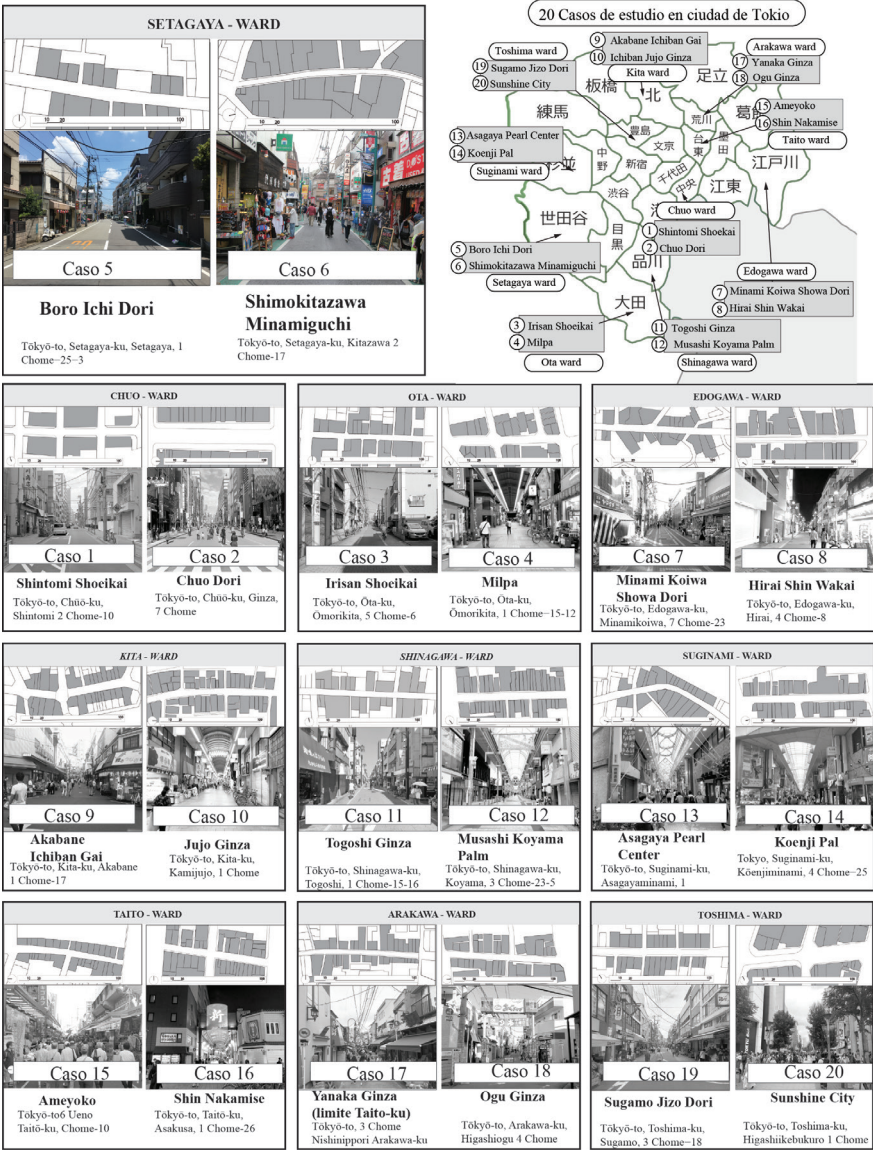 SETAGAYA - WARD
Caso 5
Caso 6
Boro Ichi Dori
Shimokitazawa
Minamiguchi
Tōkyō-to, Setagaya-ku, Setagaya, 1
Chome−25−3
Tōkyō-to, Setagaya-ku, Kitazawa 2
Chome-17
20 Casos de estudio en ciudad de Tokio
9 Akabane Ichiban Gai
10 Ichiban Jujo Ginza
Kita ward
Toshima ward
19 Sugamo Jizo Dori
20 Sunshine City
Arakawa ward
17 Yanaka Ginza
18 Ogu Ginza
15 Ameyoko
16 Shin Nakamise
Taito ward
13 Asagaya Pearl Center
14 Koenji Pal
Suginami ward
板橋
北
足立
練馬
豊島
荒川
文京
台東
墨田
中野
新宿
千代田
中央
江東
江戸川
渋谷
世田谷
目黒
品川
大田
Chuo ward
1 Shintomi Shoekai
2 Chuo Dori
5 Boro Ichi Dori
6 Shimokitazawa Minamiguchi
Setagaya ward
Edogawa ward
7 Minami Koiwa Showa Dori
8 Hirai Shin Wakai
3 Irisan Shoeikai
4 Milpa
Ota ward
11 Togoshi Ginza
12 Musashi Koyama Palm
Shinagawa ward
CHUO - WARD
Caso 1
Caso 2
Shintomi Shoeikai
Tōkyō-to, Chūō-ku,
Shintomi 2 Chome-10
Chuo Dori
Tōkyō-to, Chūō-ku, Ginza,
7 Chome
OTA - WARD
Caso 3
Caso 4
Irisan Shoeikai
Tōkyō-to, Ōta-ku,
Ōmorikita, 5 Chome-6
Milpa
Tōkyō-to, Ōta-ku,
Ōmorikita, 1 Chome−15-12
EDOGAWA - WARD
Caso 7
Caso 8
Minami Koiwa
Showa Dori
Tōkyō-to, Edogawa-ku,
Minamikoiwa, 7 Chome-23
Hirai Shin Wakai
Tōkyō-to, Edogawa-ku,
Hirai, 4 Chome-8
KITA - WARD
Caso 9
Caso 10
Akabane
Ichiban Gai
Tōkyō-to, Kita-ku, Akabane
1 Chome-17
Jujo Ginza
Tōkyō-to, Kita-ku,
Kamijujo, 1 Chome
SHINAGAWA - WARD
Caso 11
Caso 12
Togoshi Ginza
Tōkyō-to, Shinagawa-ku,
Togoshi, 1 Chome-15-16
Musashi Koyama
Palm
Tōkyō-to, Shinagawa-ku,
Koyama, 3 Chome-23-5
SUGINAMI - WARD
Caso 13
Caso 14
Asagaya Pearl
Center
Tōkyō-to, Suginami-ku,
Asagayaminami, 1
Koenji Pal
Tokyo, Suginami-ku,
Kōenjiminami, 4 Chome−25
TAITO - WARD
Caso 15
Caso 16
Ameyoko
Tōkyō-to6 Ueno
Taitō-ku, Chome-10
Shin Nakamise
Tōkyō-to, Taitō-ku,
Asakusa, 1 Chome-26
ARAKAWA - WARD
Caso 17
Caso 18
Yanaka Ginza
(limite Taito-ku)
Tōkyō-to, 3 Chome
Nishinippori Arakawa-ku
Ogu Ginza
Tōkyō-to, Arakawa-ku,
Higashiogu 4 Chome
TOSHIMA - WARD
Caso 19
Caso 20
Sugamo Jizo Dori
Tōkyō-to, Toshima-ku,
Sugamo, 3 Chome−18
Sunshine City
Tōkyō-to, Toshima-ku,
Higashiikebukuro 1 Chome